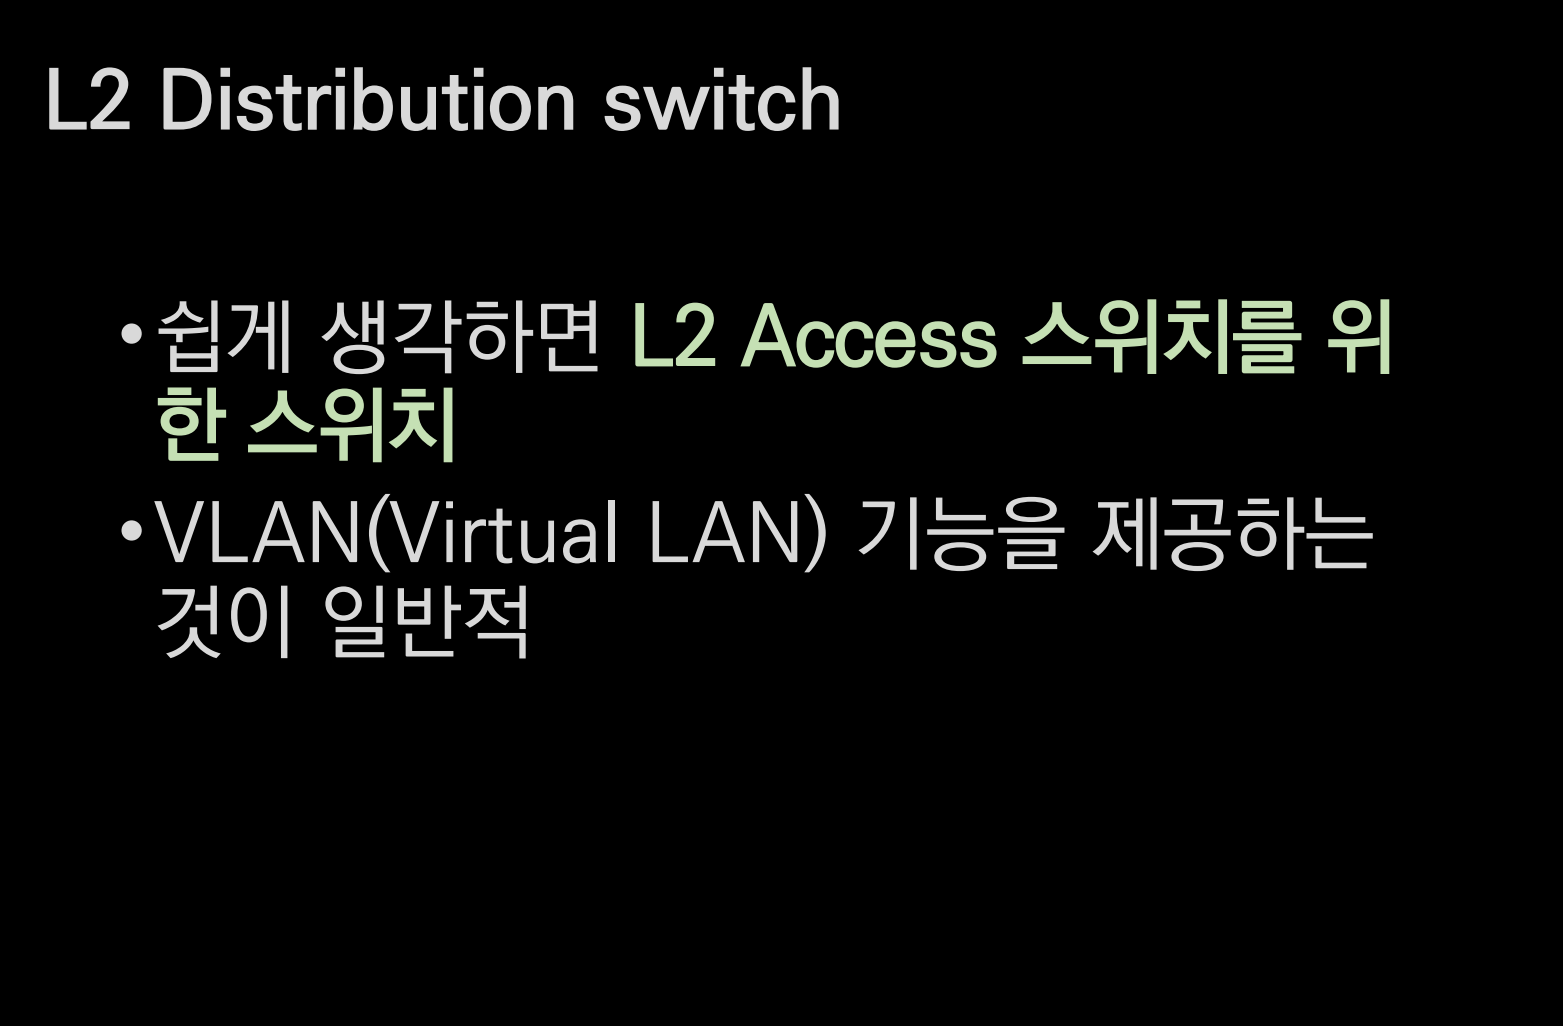 L2 Distribution switch
•쉽게 생각하면 L2 Access 스위치를 위
한 스위치
•VLAN(Virtual LAN) 기능을 제공하는
것이 일반적